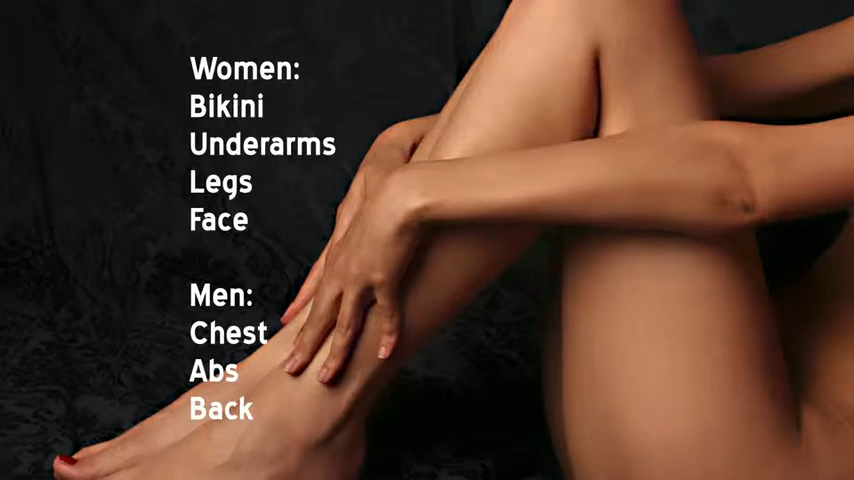 Women:
Bikini
Underarms
Legs
Face
Men:
Chest
Abs
Back